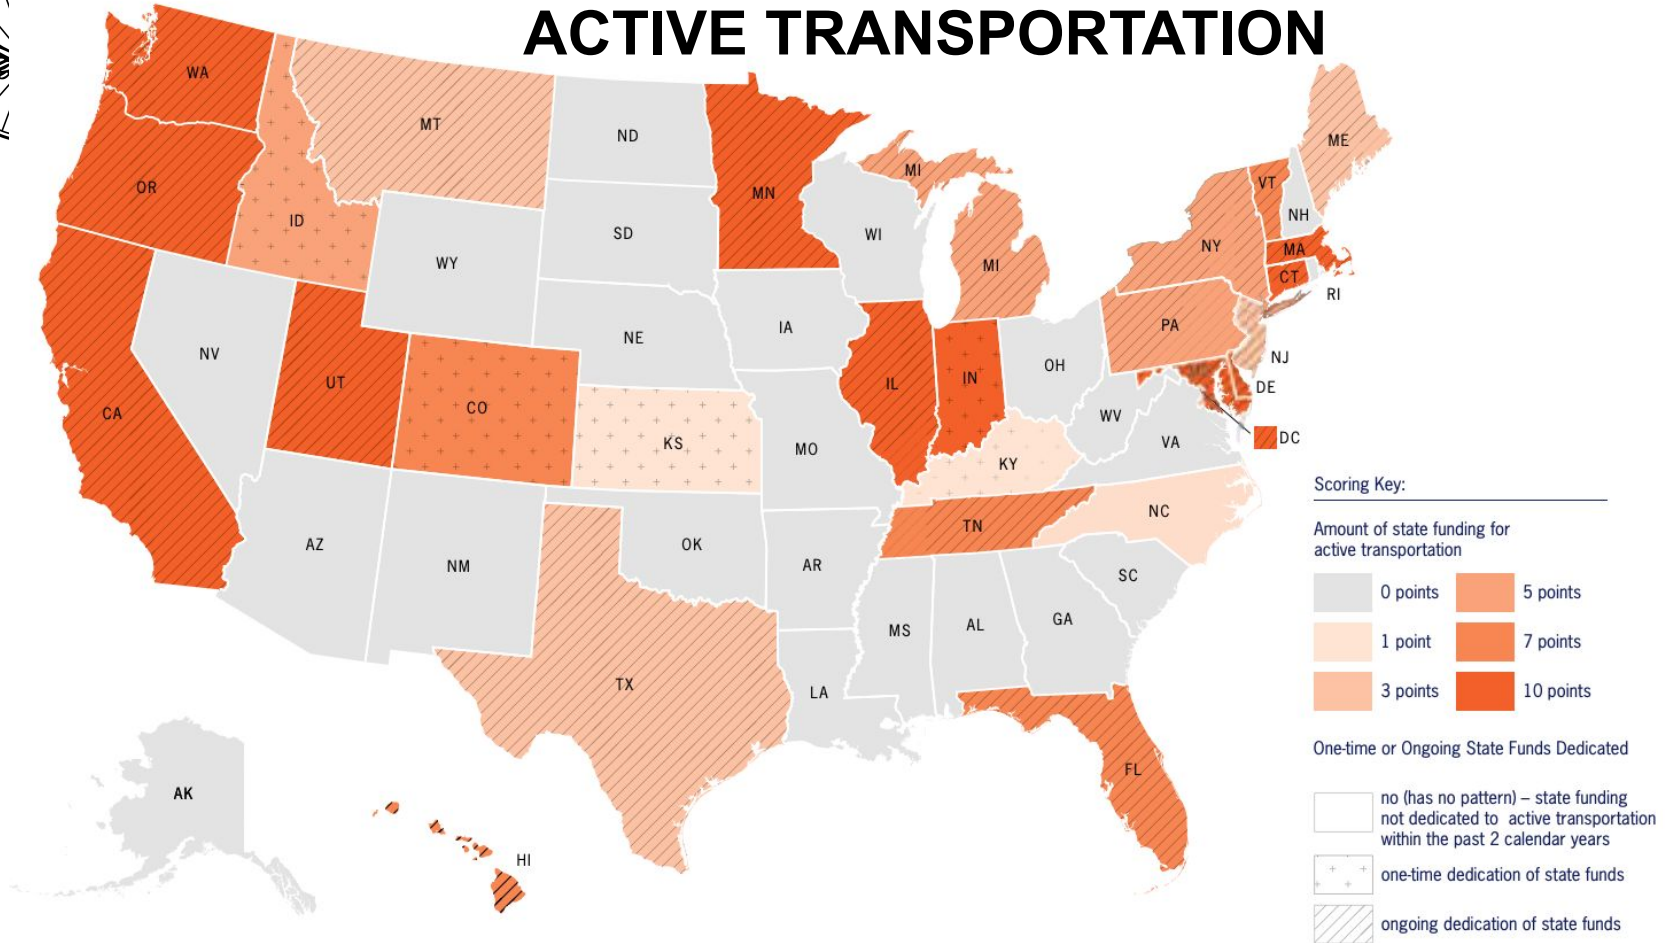 ACTIVE TRANSPORTATION
WA
MT
ND
ME
OR
MN
MI
VT
ID
NH
SD
WI
NY
MA
WY
MI
CT
RI
IA
PA
NE
NV
NJ
OH
UT
IL
IN
DE
CO
CA
WV
DC
KS
MO
VA
KY
NC
TN
AZ
OK
NM
AR
SC
MS
AL
GA
TX
LA
FL
AK
HI
Scoring Key:
Amount of state funding for
active transportation
0 points
5 points
1 point
7 points
3 points
10 points
One-time or Ongoing State Funds Dedicated
no (has no pattern) – state funding
not dedicated to active transportation
within the past 2 calendar years
one-time dedication of state funds
ongoing dedication of state funds